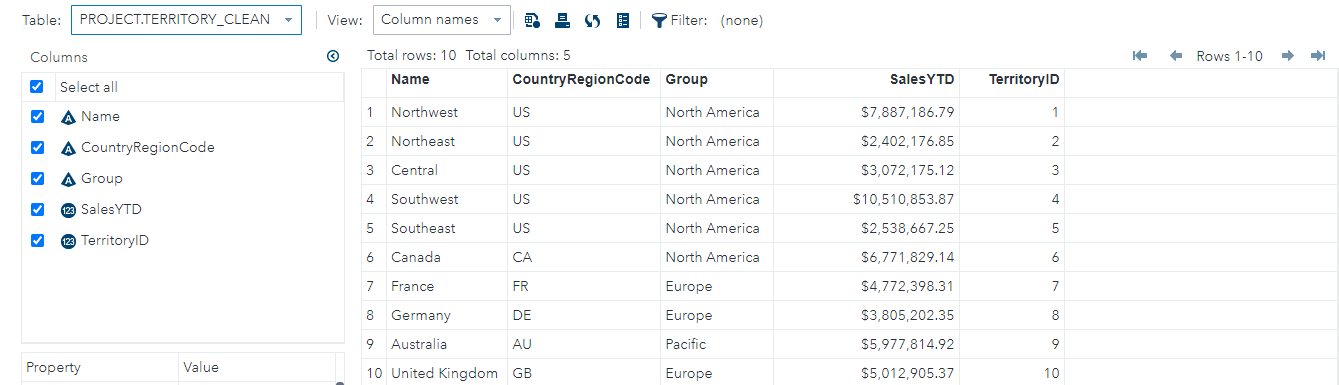 Table: PROJECT.TERRITORY_CLEAN View: Column names Filter: (none)
Columns
Select all
Name
CountryRegionCode
Group
SalesYTD
TerritoryID
Property Value
Total rows: 10 Total columns: 5 Rows 1-10
Name CountryRegionCode Group SalesYTD TerritoryID
1 Northwest US North America $7,887,186.79 1
2 Northeast US North America $2,402,176.85 2
3 Central US North America $3,072,175.12 3
4 Southwest US North America $10,510,853.87 4
5 Southeast US North America $2,538,667.25 5
6 Canada CA North America $6,771,829.14 6
7 France FR Europe $4,772,398.31 7
8 Germany DE Europe $3,805,202.35 8
9 Australia AU Pacific $5,977,814.92 9
10 United Kingdom GB Europe $5,012,905.37 10